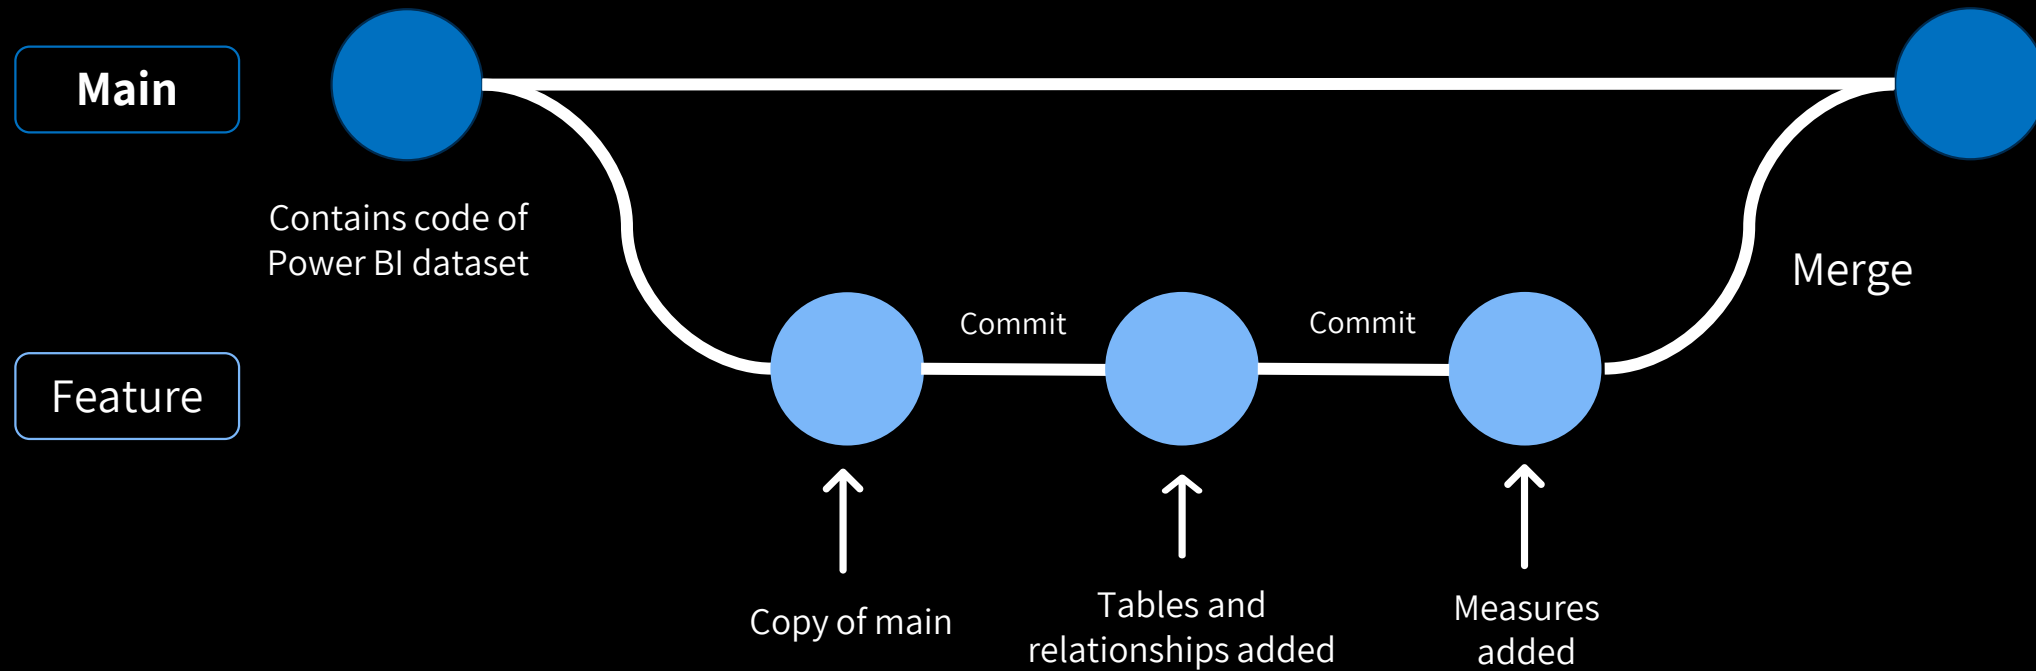 Main
Contains code of
Power BI dataset
Merge
Commit
Commit
Feature
Copy of main
Tables and
relationships added
Measures
added